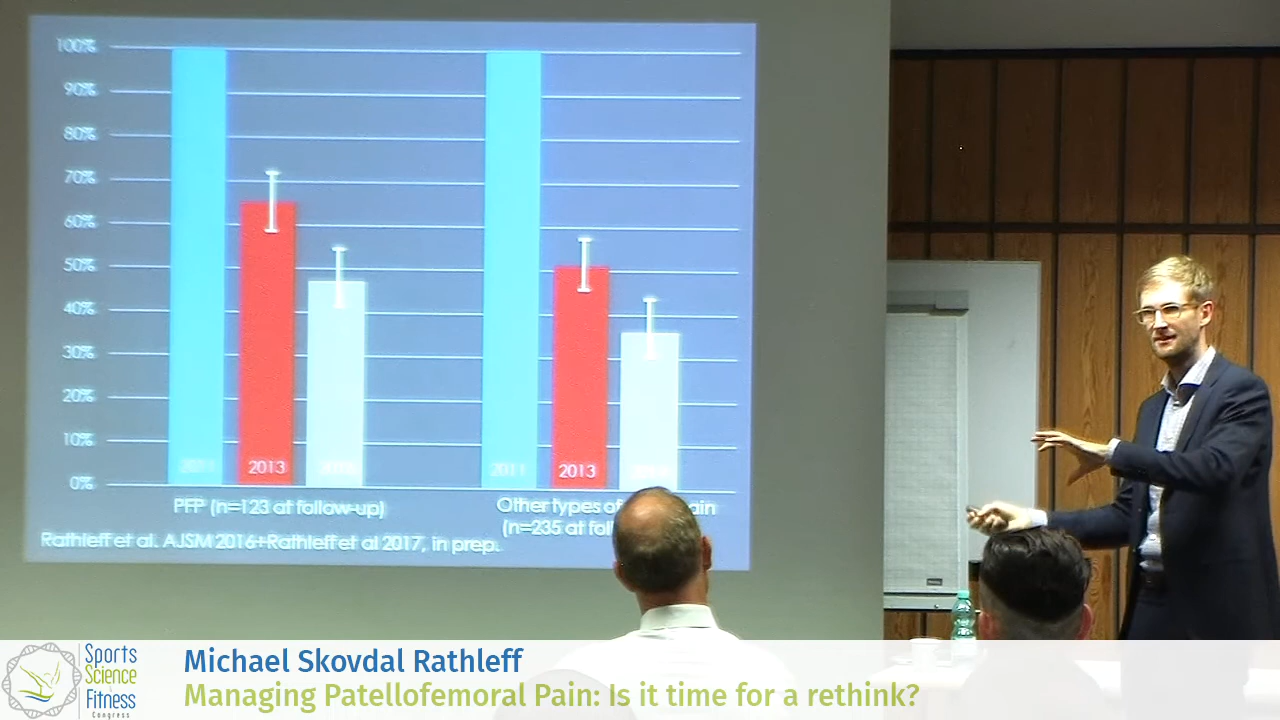 100%
90%
80%
70%
60%
50%
40%
30%
20%
10%
0%
2011
2013
2011
2013
PFP (n=123 at follow-up)
Other types of
(n=235 at
Rathleff et al. AJSM 2016+Rathleff et al 2017, in prep.
Sports
Science
Fitness
Congress
Michael Skovdal Rathleff
Managing Patellofemoral Pain: Is it time for a rethink?